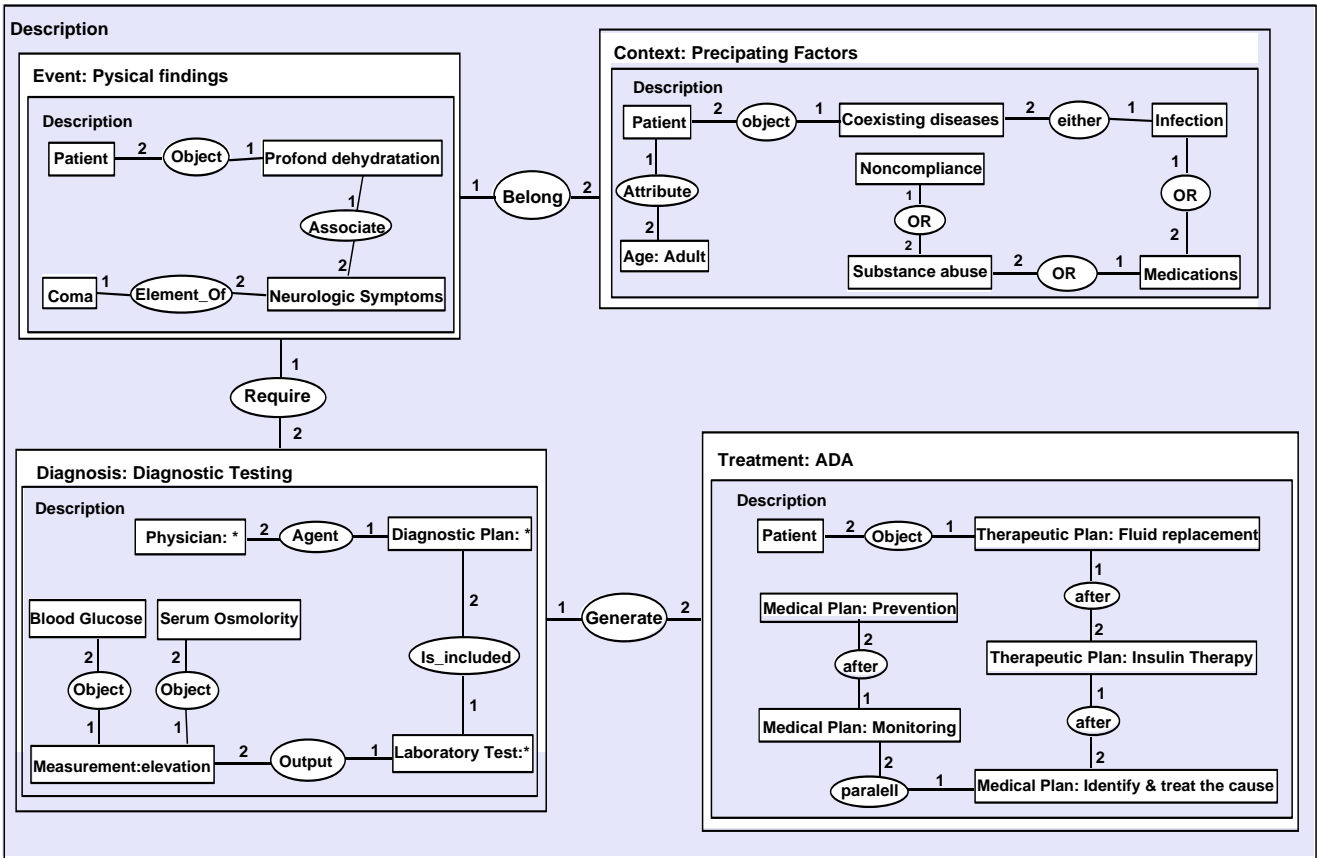 Description
Event: Pysical findings
Description
Patient 2 Object 1 Profond dehydratation
1
Associate
2
Coma 1 Element_Of 2 Neurologic Symptoms
1 Belong 2
Context: Precipating Factors
Description
Patient 2 object 1 Coexisting diseases 2 either 1 Infection
1
Attribute
2
Age: Adult
Noncompliance
1
OR
2
Substance abuse 2 OR 1 Medications
1
OR
2
1
Require
2
Diagnosis: Diagnostic Testing
Description
Physician: * 2 Agent 1 Diagnostic Plan: *
2
Is_included
1
Blood Glucose Serum Osmolority
2 2
Object Object
1 1
Measurement:elevation 2 Output 1 Laboratory Test:*
1 Generate 2
Treatment: ADA
Description
Patient 2 Object 1 Therapeutic Plan: Fluid replacement
1
after
2
Medical Plan: Prevention
2
after
1
Therapeutic Plan: Insulin Therapy
1
after
2
Medical Plan: Monitoring
2
paralell 1 Medical Plan: Identify & treat the cause